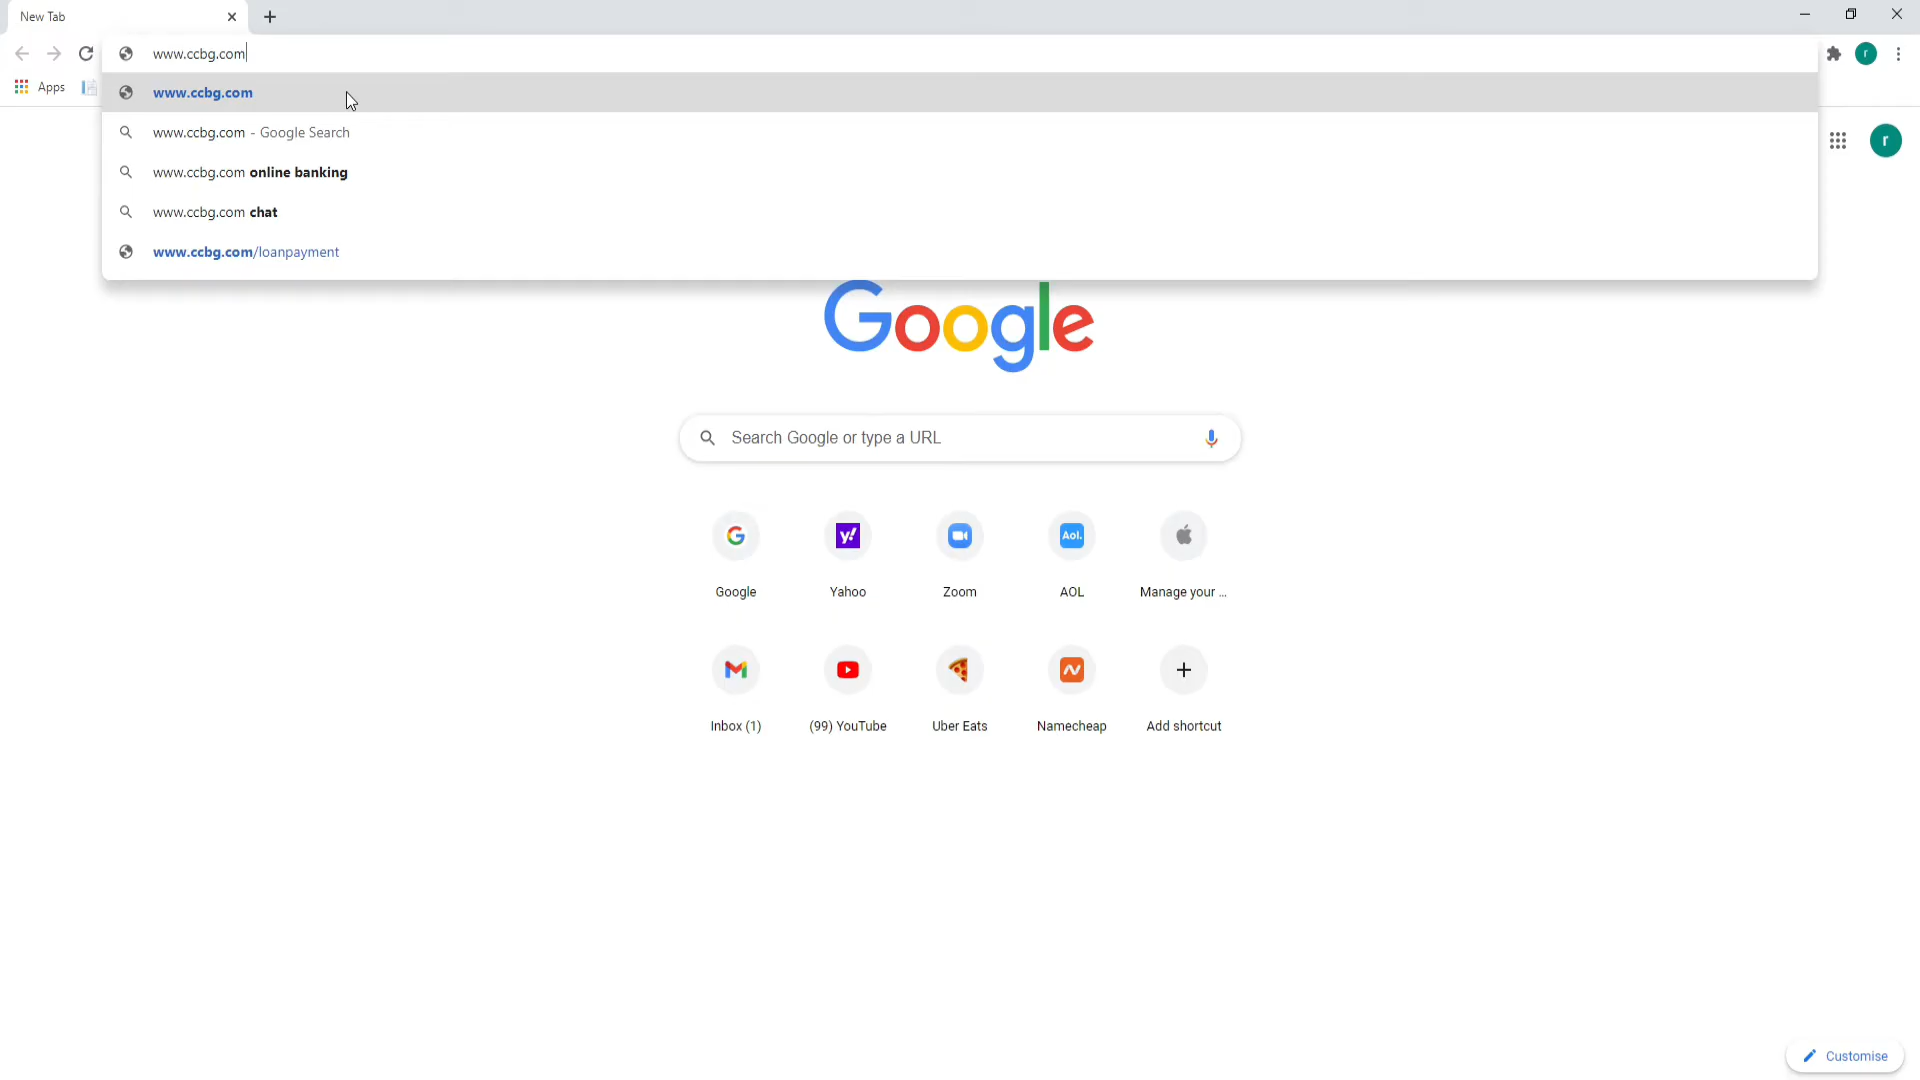 New Tab
www.ccbg.com
Apps
www.ccbg.com
www.ccbg.com - Google Search
www.ccbg.com online banking
www.ccbg.com chat
www.ccbg.com/loanpayment
r
r
Google
Search Google or type a URL
G
y!
Aol.
Google
Yahoo
Zoom
AOL
Manage your ...
Inbox (1)
(99) YouTube
Uber Eats
Namecheap
Add shortcut
Customise